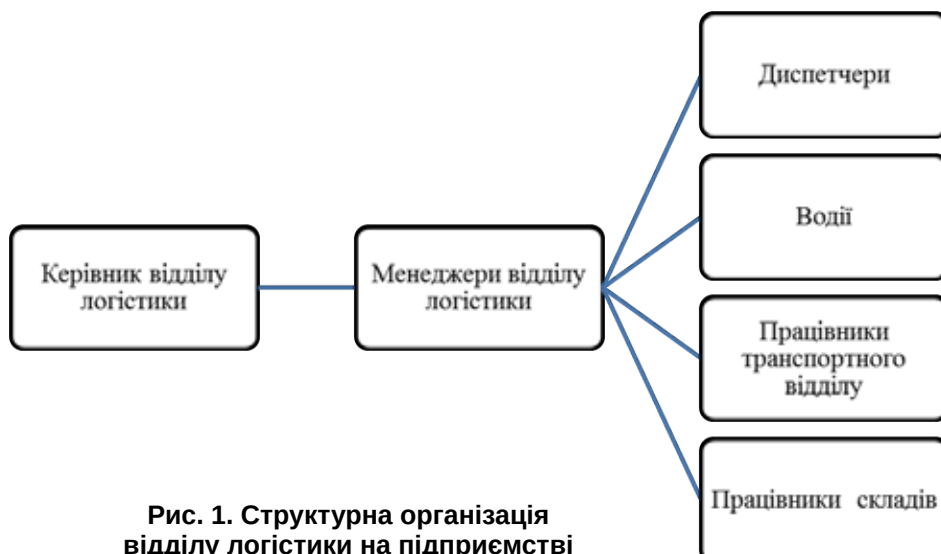 Керівник відділу
логістики
Менеджери відділу
логістики
Диспетчери
Водії
Працівники
транспортного
відділу
Працівники складів
Рис. 1. Структурна організація
відділу логістики на підприємстві